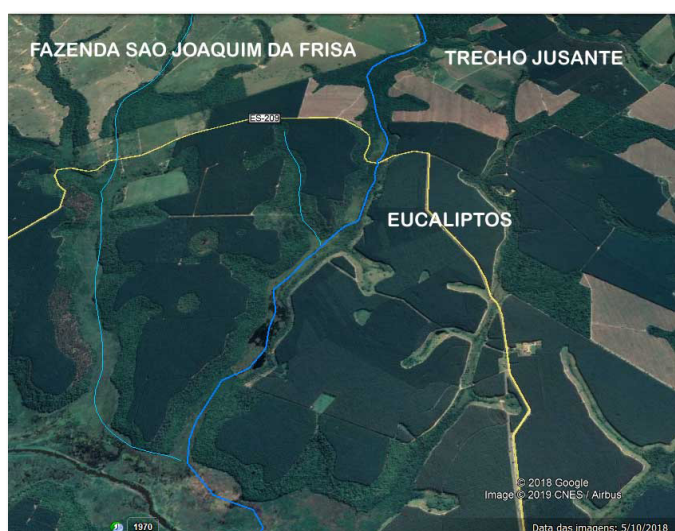 FAZENDA SAO JOAQUIM DA FRISA
TRECHO JUSANTE
ES-209
EUCALIPTOS
© 2018 Google
Image © 2019 CNES / Airbus
1970
Data das imagens: 5/10/2018